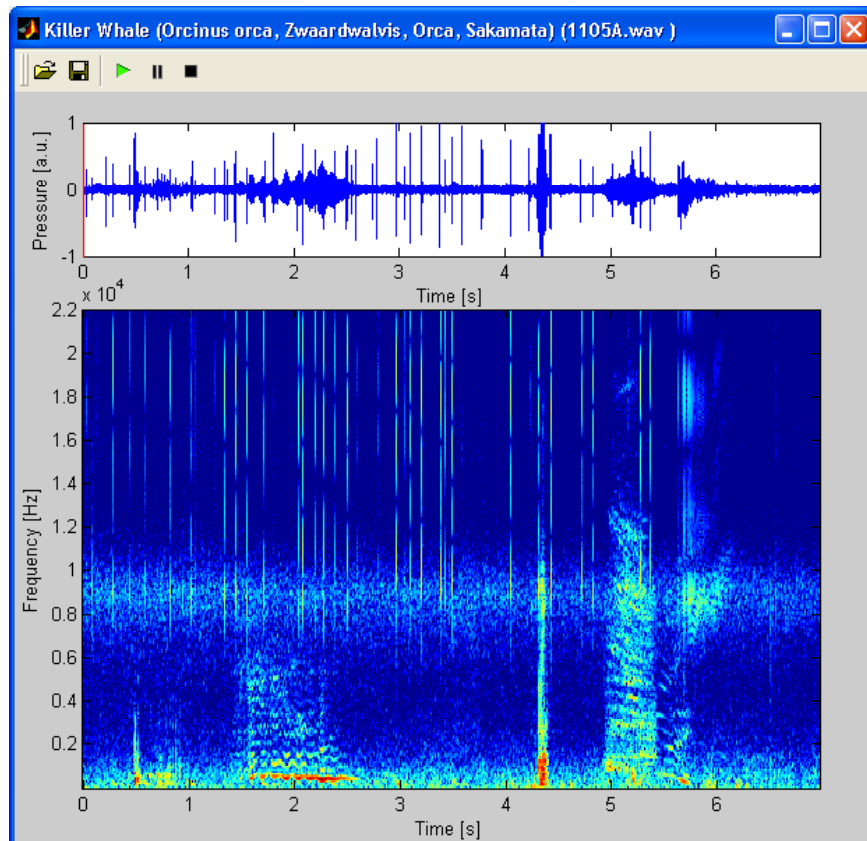 Killer Whale (Orcinus orca, Zwaardwalvis, Orca, Sakamata) (1105A.wav )
Pressure [a.u.]
1
0
-1
0 1 2 3 4 5 6
Time [s]
x 10^4
Frequency [Hz]
2.2
2
1.8
1.6
1.4
1.2
1
0.8
0.6
0.4
0.2
0 1 2 3 4 5 6
Time [s]